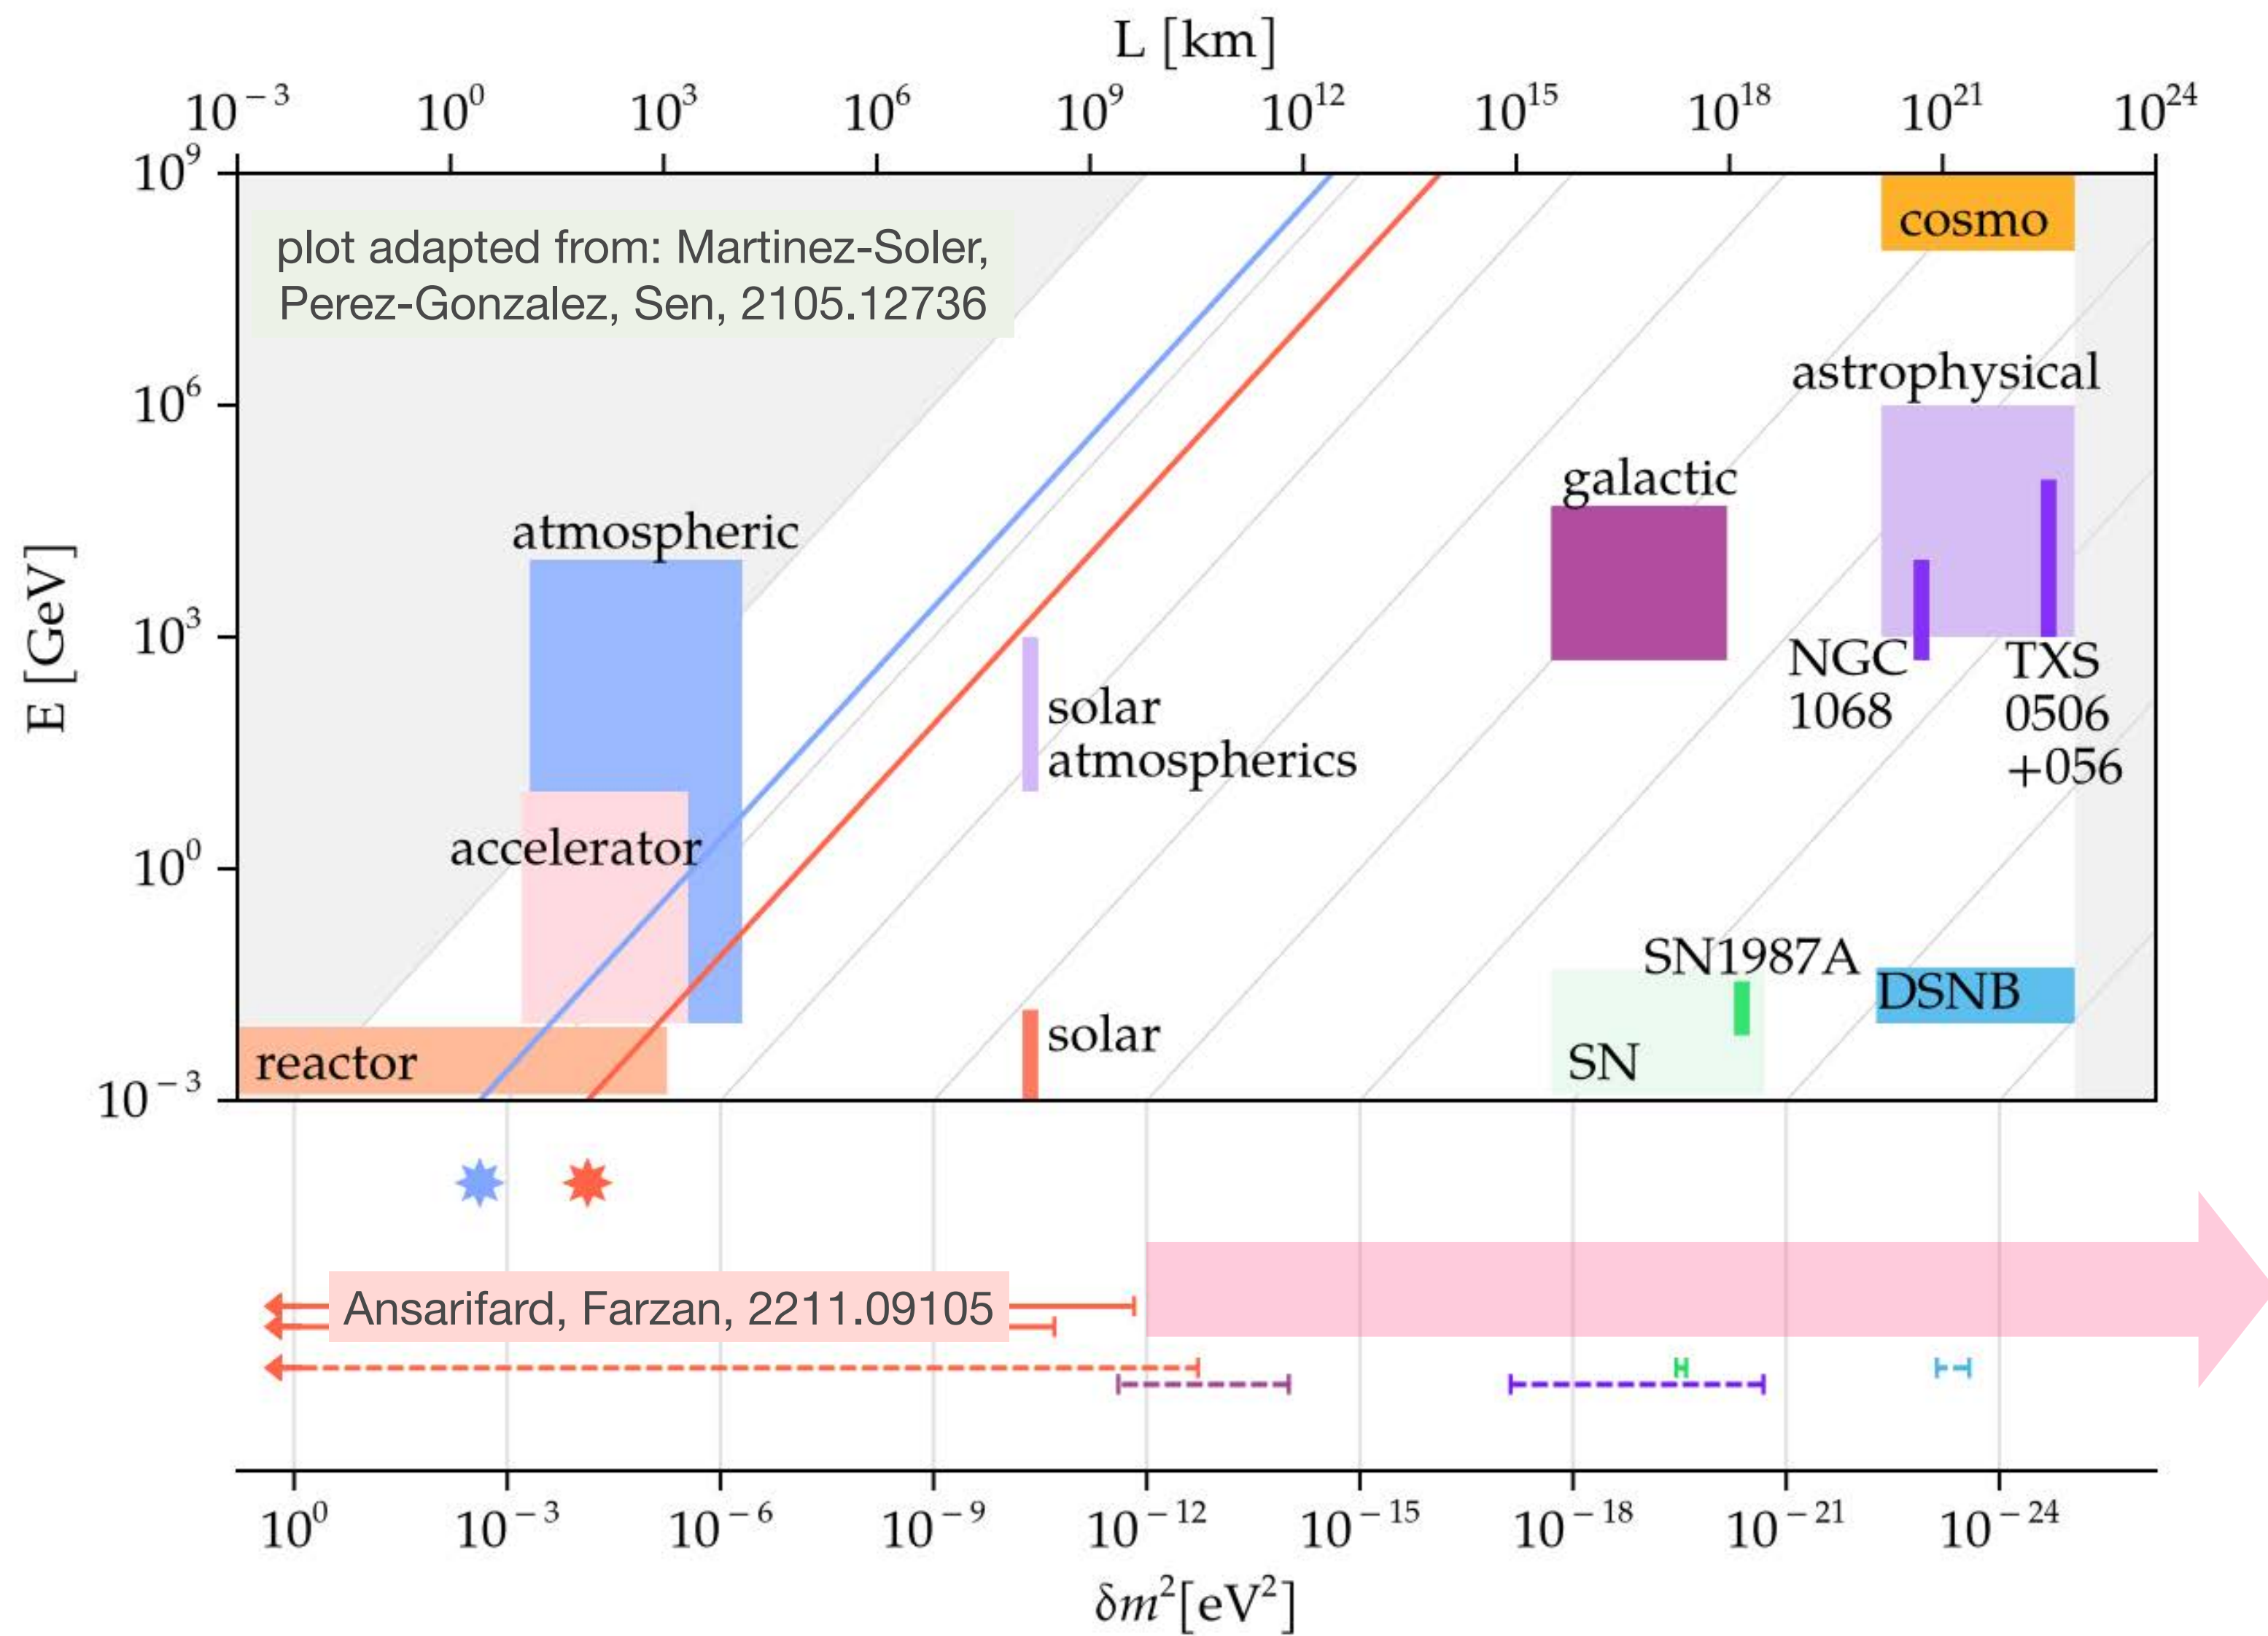 L [km]
10⁻³ 10⁰ 10³ 10⁶ 10⁹ 10¹² 10¹⁵ 10¹⁸ 10²¹ 10²⁴
10⁹
cosmo
plot adapted from: Martinez-Soler,
Perez-Gonzalez, Sen, 2105.12736
astrophysical
10⁶
galactic
atmospheric
E [GeV]
10³
NGC
1068
TXS
0506
+056
solar
atmospherics
accelerator
10⁰
SN1987A
DSNB
solar
SN
reactor
10⁻³
Ansarifard, Farzan, 2211.09105
10⁰ 10⁻³ 10⁻⁶ 10⁻⁹ 10⁻¹² 10⁻¹⁵ 10⁻¹⁸ 10⁻²¹ 10⁻²⁴
δm²[eV²]